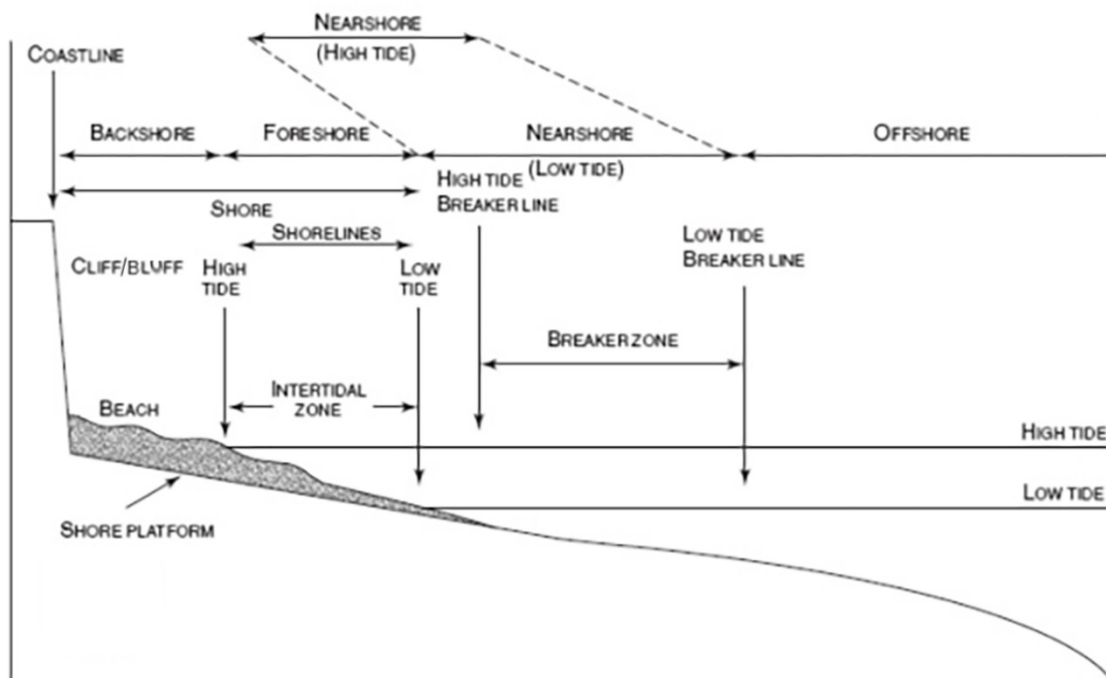 NEARSHORE
(HIGH TIDE)
COASTLINE
BACKSHORE
FORESHORE
NEARSHORE
(LOW TIDE)
OFFSHORE
HIGH TIDE
BREAKER LINE
SHORE
SHORELINES
LOW TIDE
BREAKER LINE
CLIFF/BLUFF
HIGH
TIDE
LOW
TIDE
BREAKER ZONE
INTERTIDAL
ZONE
BEACH
HIGH TIDE
LOW TIDE
SHORE PLATFORM